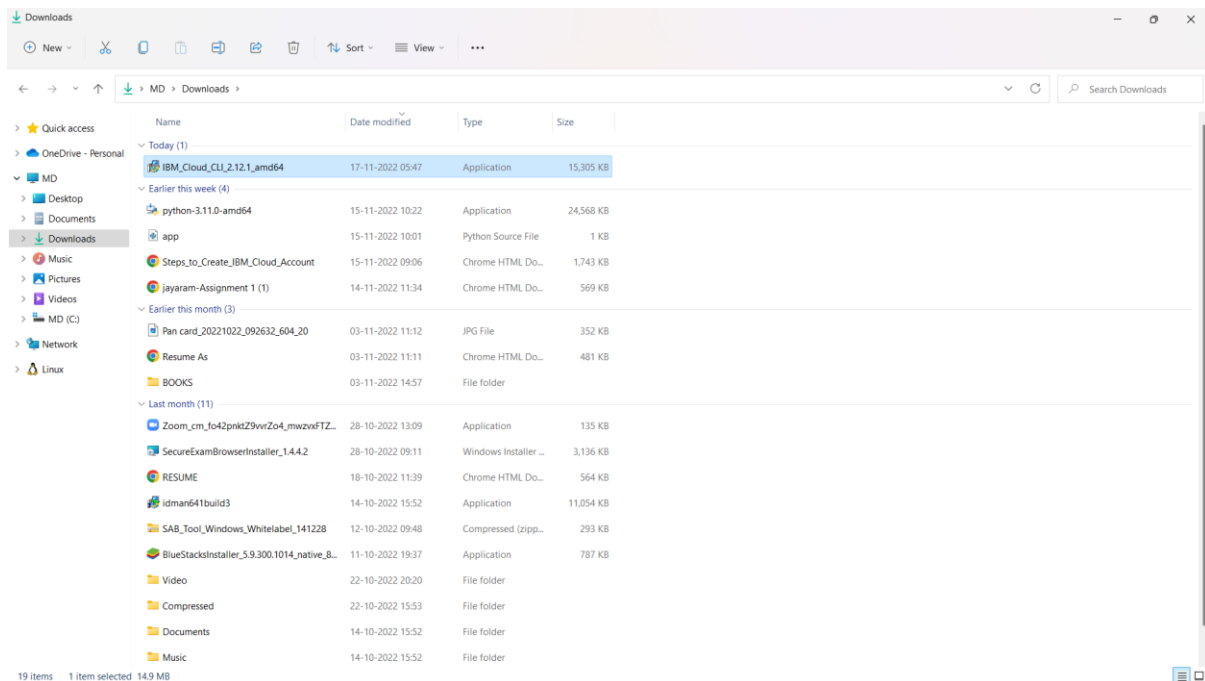 Downloads
New Sort View
MD > Downloads >
Search Downloads
Quick access
OneDrive - Personal
MD
Desktop
Documents
Downloads
Music
Pictures
Videos
MD (C:)
Network
Linux
Name Date modified Type Size
Today (1)
IBM_Cloud_CLI_2.12.1_amd64 17-11-2022 05:47 Application 15,305 KB
Earlier this week (4)
python-3.11.0-amd64 15-11-2022 10:22 Application 24,568 KB
app 15-11-2022 10:01 Python Source File 1 KB
Steps_to_Create_IBM_Cloud_Account 15-11-2022 09:06 Chrome HTML Do... 1,743 KB
jayaram-Assignment 1 (1) 14-11-2022 11:34 Chrome HTML Do... 569 KB
Earlier this month (3)
Pan card_20221022_092632_604_20 03-11-2022 11:12 JPG File 352 KB
Resume As 03-11-2022 11:11 Chrome HTML Do... 481 KB
BOOKS 03-11-2022 14:57 File folder
Last month (11)
Zoom_cm_fo42pnktZ9vvrZo4_mwzvxFTZ... 28-10-2022 13:09 Application 135 KB
SecureExamBrowserInstaller_1.4.4.2 28-10-2022 09:11 Windows Installer ... 3,136 KB
RESUME 18-10-2022 11:39 Chrome HTML Do... 564 KB
idman641build3 14-10-2022 15:52 Application 11,054 KB
SAB_Tool_Windows_Whitelabel_141228 12-10-2022 09:48 Compressed (zipp... 293 KB
BlueStacksInstaller_5.9.300.1014_native_8... 11-10-2022 19:37 Application 787 KB
Video 22-10-2022 20:20 File folder
Compressed 22-10-2022 15:53 File folder
Documents 14-10-2022 15:52 File folder
Music 14-10-2022 15:52 File folder
19 items 1 item selected 14.9 MB